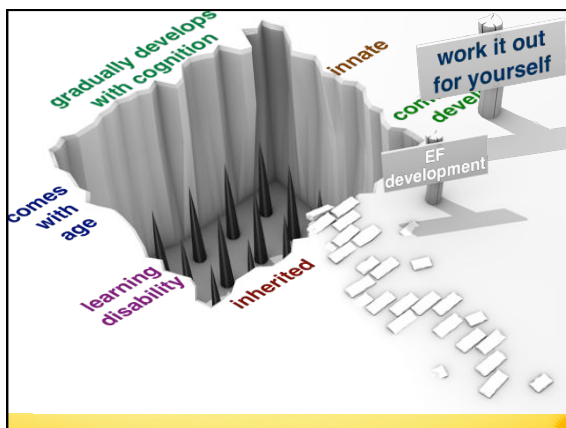 gradually develops
with cognition
innate
work it out
for yourself
EF
development
comes
with
age
learning
disability
inherited